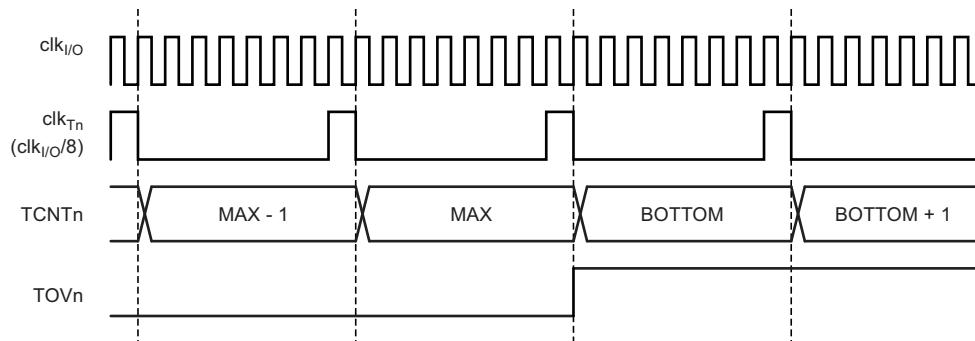 clkI/O
clkTn
(clkI/O/8)
TCNTn MAX - 1 MAX BOTTOM BOTTOM + 1
TOVn